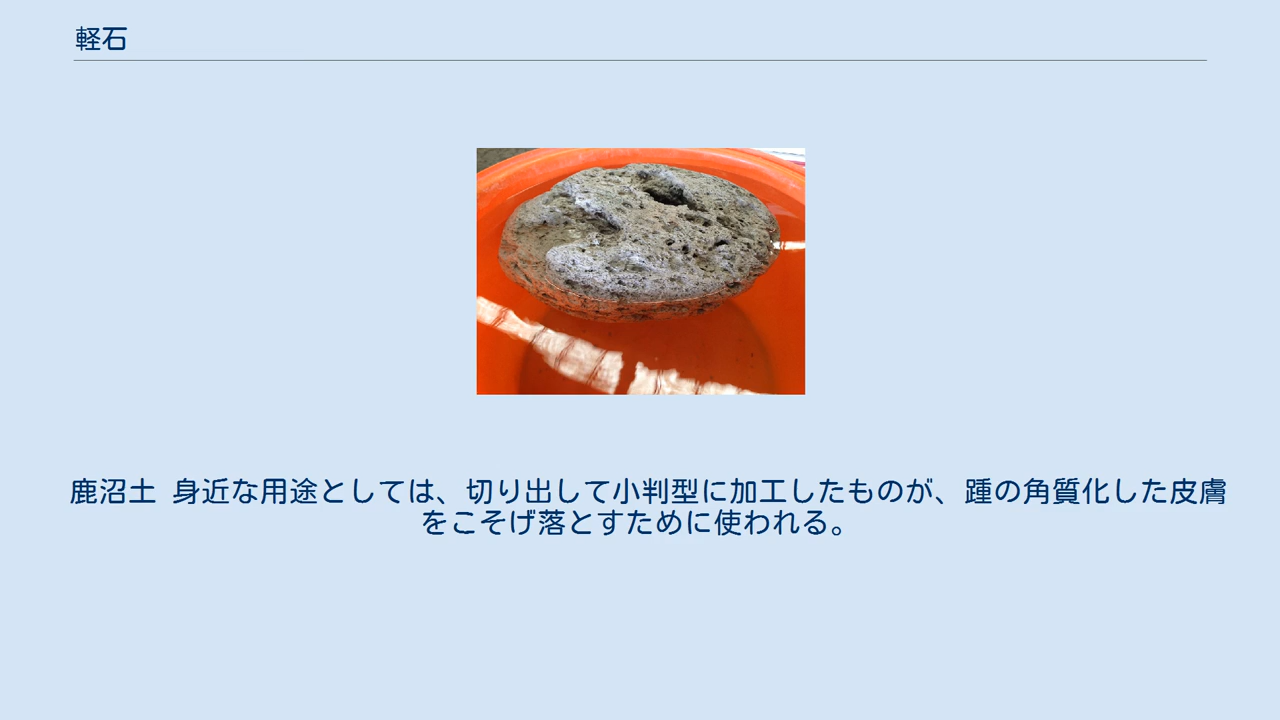 軽石
鹿沼土 身近な用途としては、切り出して小判型に加工したものが、踵の角質化した皮膚
をこそげ落とすために使われる。